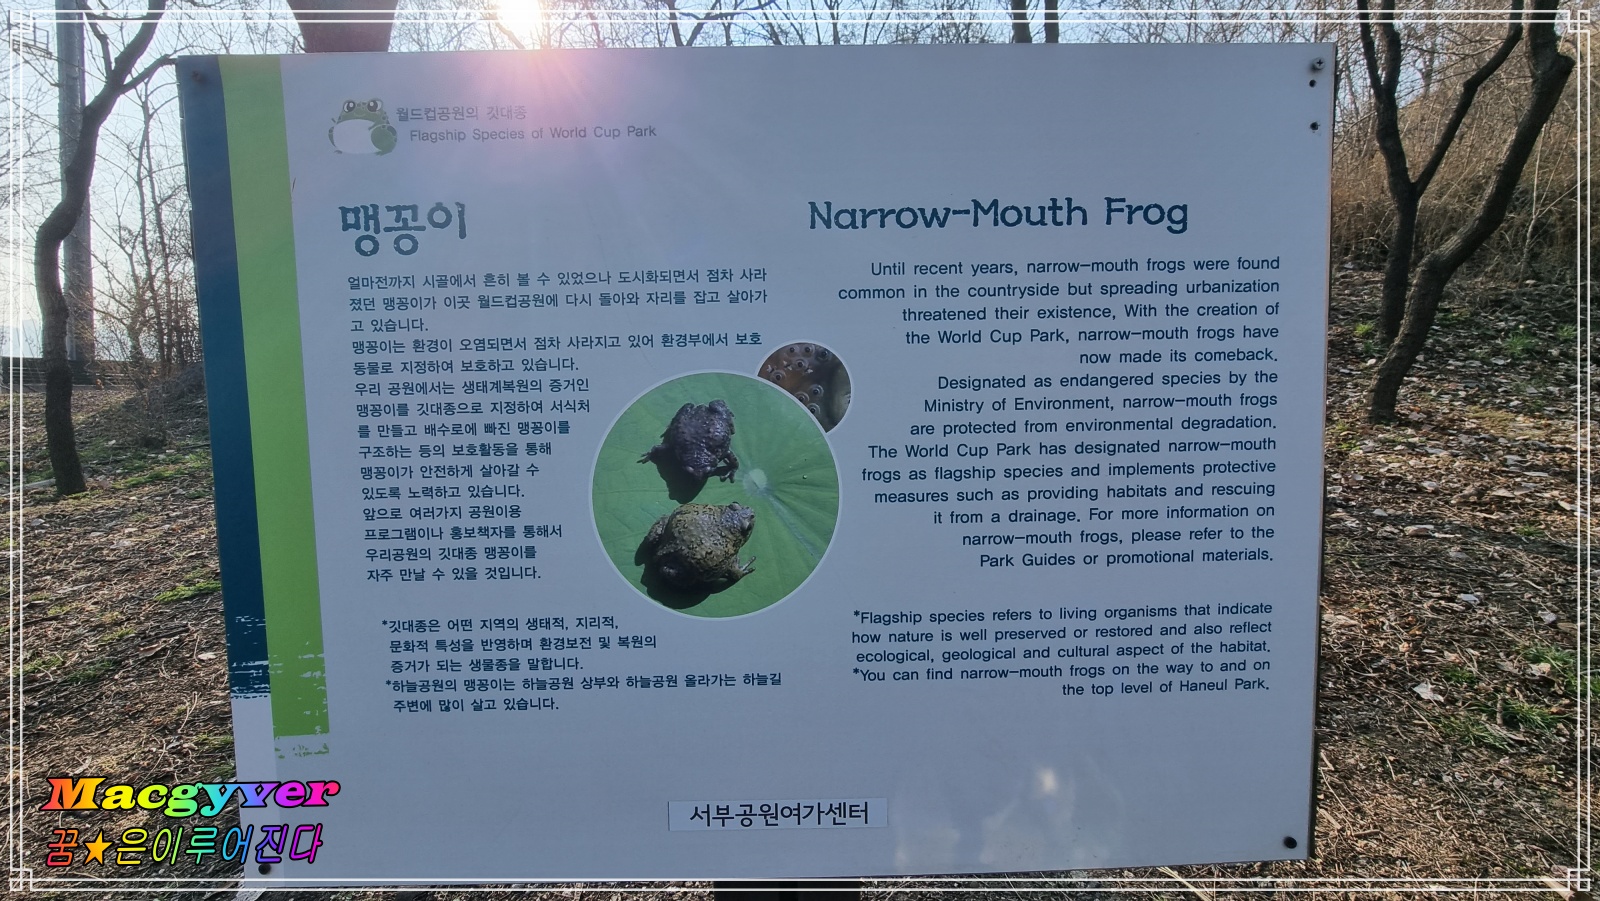 월드컵공원의 깃대종
Flagship Species of World Cup Park
맹꽁이
얼마전까지 시골에서 흔히 볼 수 있었으나 도시화되면서 점차 사라
졌던 맹꽁이가 이곳 월드컵공원에 다시 돌아와 자리를 잡고 살아가
고 있습니다.
맹꽁이는 환경이 오염되면서 점차 사라지고 있어 환경부에서 보호
동물로 지정하여 보호하고 있습니다.
우리 공원에서는 생태계복원의 증거인
맹꽁이를 깃대종으로 지정하여 서식처
를 만들고 배수로에 빠진 맹꽁이를
구조하는 등의 보호활동을 통해
맹꽁이가 안전하게 살아갈 수
있도록 노력하고 있습니다.
앞으로 여러가지 공원이용
프로그램이나 홍보책자를 통해서
우리공원의 깃대종 맹꽁이를
자주 만날 수 있을 것입니다.
*깃대종은 어떤 지역의 생태적, 지리적,
문화적 특성을 반영하며 환경보전 및 복원의
증거가 되는 생물종을 말합니다.
*하늘공원의 맹꽁이는 하늘공원 상부와 하늘공원 올라가는 하늘길
주변에 많이 살고 있습니다.
Narrow-Mouth Frog
Until recent years, narrow-mouth frogs were found
common in the countryside but spreading urbanization
threatened their existence, With the creation of
the World Cup Park, narrow-mouth frogs have
now made its comeback.
Designated as endangered species by the
Ministry of Environment, narrow-mouth frogs
are protected from environmental degradation.
The World Cup Park has designated narrow-mouth
frogs as flagship species and implements protective
measures such as providing habitats and rescuing
it from a drainage. For more information on
narrow-mouth frogs, please refer to the
Park Guides or promotional materials.
*Flagship species refers to living organisms that indicate
how nature is well preserved or restored and also reflect
ecological, geological and cultural aspect of the habitat.
*You can find narrow-mouth frogs on the way to and on
the top level of Haneul Park.
서부공원여가센터
Macgyver
꿈★은이루어진다